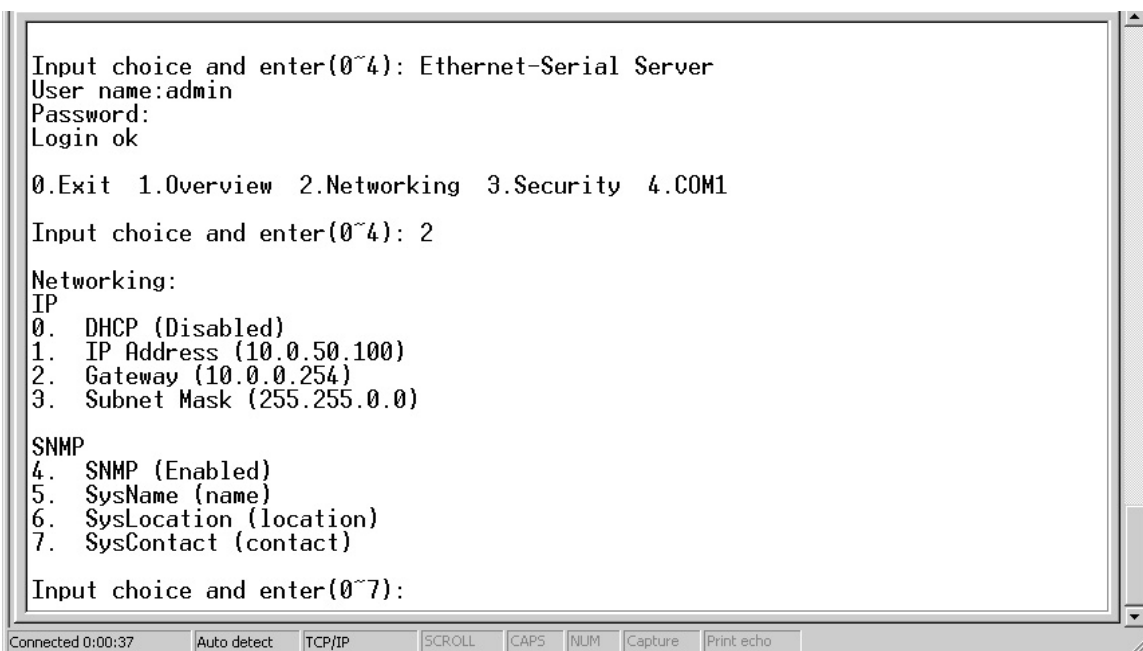 Input choice and enter(0~4): Ethernet-Serial Server
User name:admin
Password:
Login ok
0.Exit  1.Overview  2.Networking  3.Security  4.COM1
Input choice and enter(0~4): 2
Networking:
IP
0.  DHCP (Disabled)
1.  IP Address (10.0.50.100)
2.  Gateway (10.0.0.254)
3.  Subnet Mask (255.255.0.0)
SNMP
4.  SNMP (Enabled)
5.  SysName (name)
6.  SysLocation (location)
7.  SysContact (contact)
Input choice and enter(0~7):
Connected 0:00:37 Auto detect TCP/IP SCROLL CAPS NUM Capture Print echo